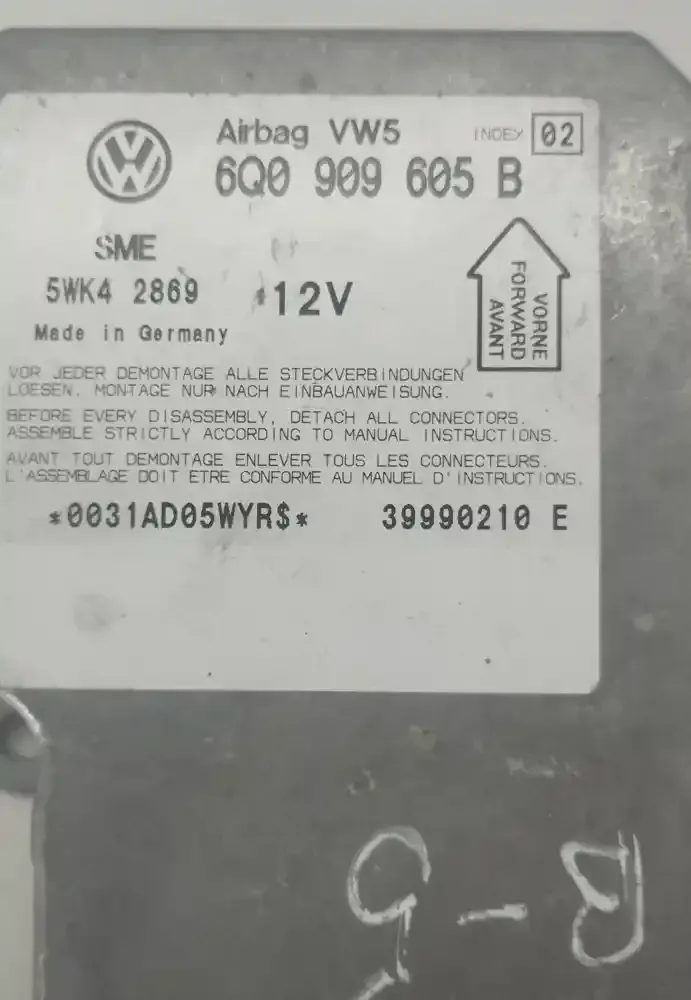 Airbag VW5 INDEX 02
6Q0 909 605 B
SME
5WK4 2869 12V
Made in Germany
VORNE
FORWARD
AVANT
VOR JEDER DEMONTAGE ALLE STECKVERBINDUNGEN
LOESEN. MONTAGE NUR NACH EINBAUANWEISUNG.
BEFORE EVERY DISASSEMBLY, DETACH ALL CONNECTORS.
ASSEMBLE STRICTLY ACCORDING TO MANUAL INSTRUCTIONS.
AVANT TOUT DEMONTAGE ENLEVER TOUS LES CONNECTEURS.
L'ASSEMBLAGE DOIT ETRE CONFORME AU MANUEL D'INSTRUCTIONS.
*0031AD05WYR$* 39990210 E